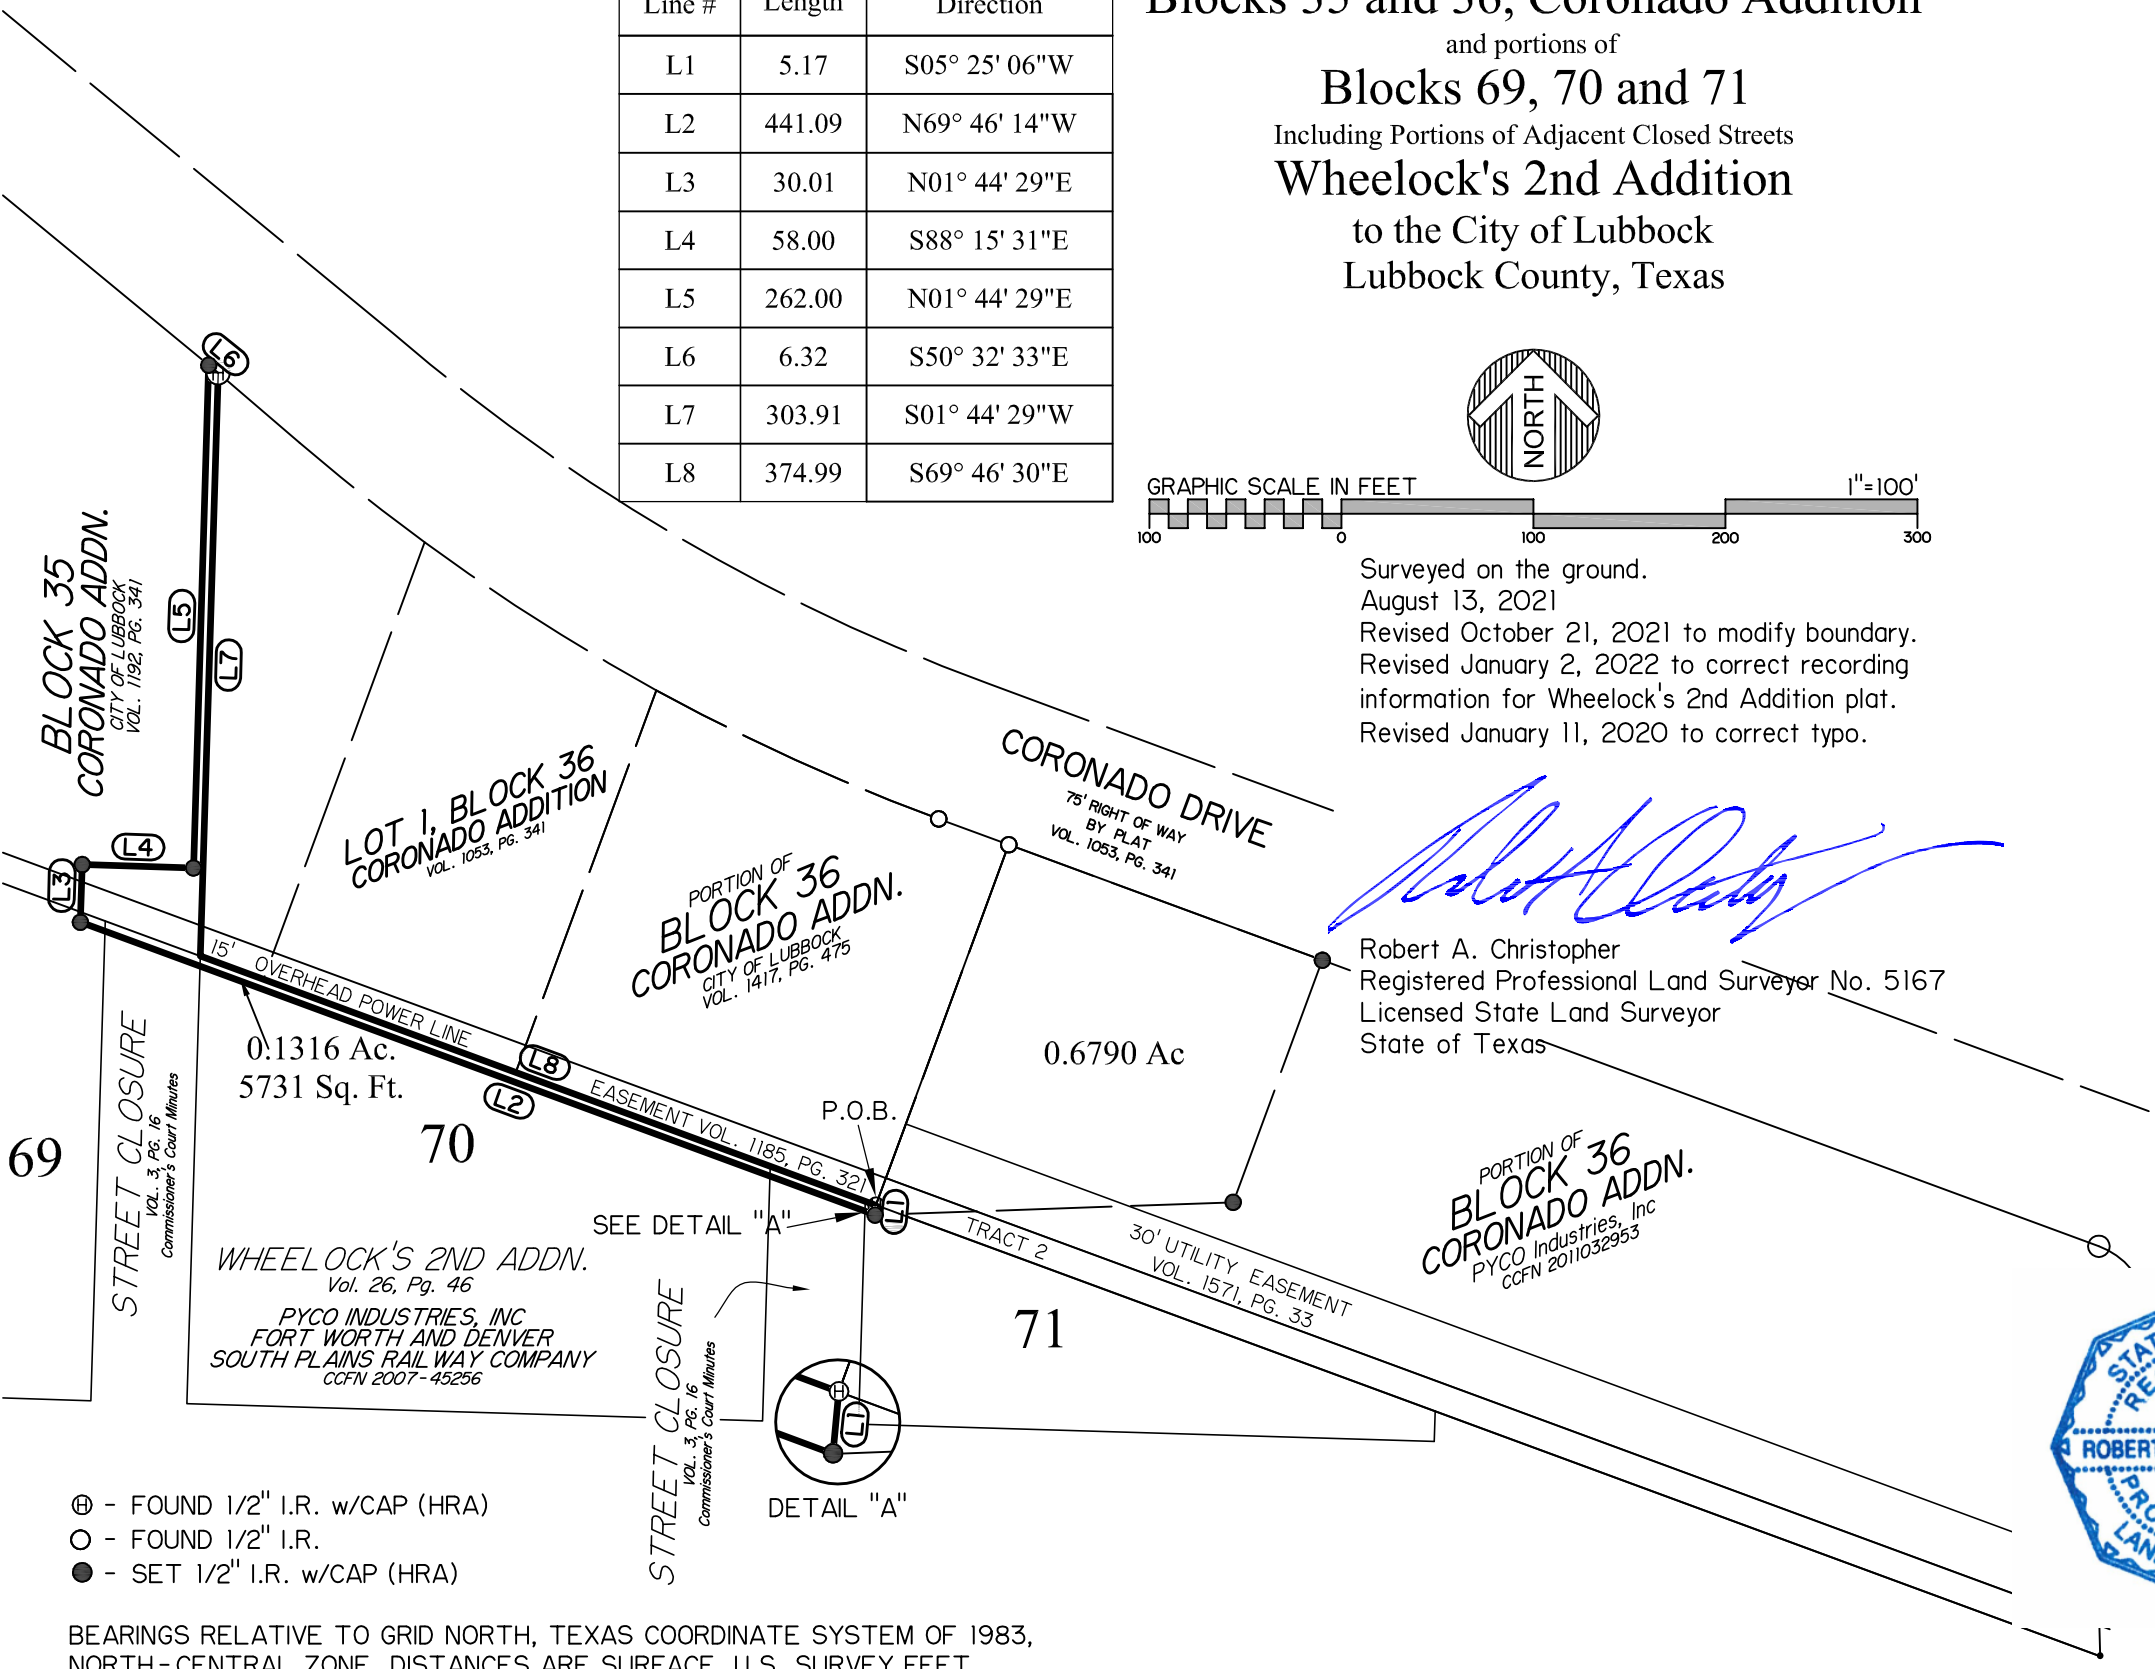 Line # Length Direction
L1 5.17 S05° 25' 06"W
L2 441.09 N69° 46' 14"W
L3 30.01 N01° 44' 29"E
L4 58.00 S88° 15' 31"E
L5 262.00 N01° 44' 29"E
L6 6.32 S50° 32' 33"E
L7 303.91 S01° 44' 29"W
L8 374.99 S69° 46' 30"E
Blocks 35 and 36, Coronado Addition
and portions of
Blocks 69, 70 and 71
Including Portions of Adjacent Closed Streets
Wheelock's 2nd Addition
to the City of Lubbock
Lubbock County, Texas
NORTH
GRAPHIC SCALE IN FEET 1"=100'
100 0 100 200 300
Surveyed on the ground.
August 13, 2021
Revised October 21, 2021 to modify boundary.
Revised January 2, 2022 to correct recording
information for Wheelock's 2nd Addition plat.
Revised January 11, 2020 to correct typo.
Robert A. Christopher
Registered Professional Land Surveyor No. 5167
Licensed State Land Surveyor
State of Texas
L6
BLOCK 35
CORONADO ADDN.
CITY OF LUBBOCK
VOL. 1192, PG. 341
L5
L7
L4
L3
LOT 1, BLOCK 36
CORONADO ADDITION
VOL. 1053, PG. 341
PORTION OF
BLOCK 36
CORONADO ADDN.
CITY OF LUBBOCK
VOL. 1417, PG. 475
CORONADO DRIVE
75' RIGHT OF WAY
BY PLAT
VOL. 1053, PG. 341
15' OVERHEAD POWER LINE EASEMENT VOL. 1185, PG. 321
0.1316 Ac.
5731 Sq. Ft.
L8
L2
0.6790 Ac
P.O.B.
L1
SEE DETAIL "A"
TRACT 2
30' UTILITY EASEMENT
VOL. 1571, PG. 33
PORTION OF
BLOCK 36
CORONADO ADDN.
PYCO Industries, Inc
CCFN 2011032953
69
70
71
STREET CLOSURE
VOL. 3, PG. 16
Commissioner's Court Minutes
WHEELOCK'S 2ND ADDN.
Vol. 26, Pg. 46
PYCO INDUSTRIES, INC
FORT WORTH AND DENVER
SOUTH PLAINS RAILWAY COMPANY
CCFN 2007-45256
STREET CLOSURE
VOL. 3, PG. 16
Commissioner's Court Minutes
H
L1
DETAIL "A"
H - FOUND 1/2" I.R. w/CAP (HRA)
- FOUND 1/2" I.R.
- SET 1/2" I.R. w/CAP (HRA)
BEARINGS RELATIVE TO GRID NORTH, TEXAS COORDINATE SYSTEM OF 1983,
NORTH-CENTRAL ZONE. DISTANCES ARE SURFACE, U.S. SURVEY FEET.
STAT
RE
ROBERT
PRO
LAN